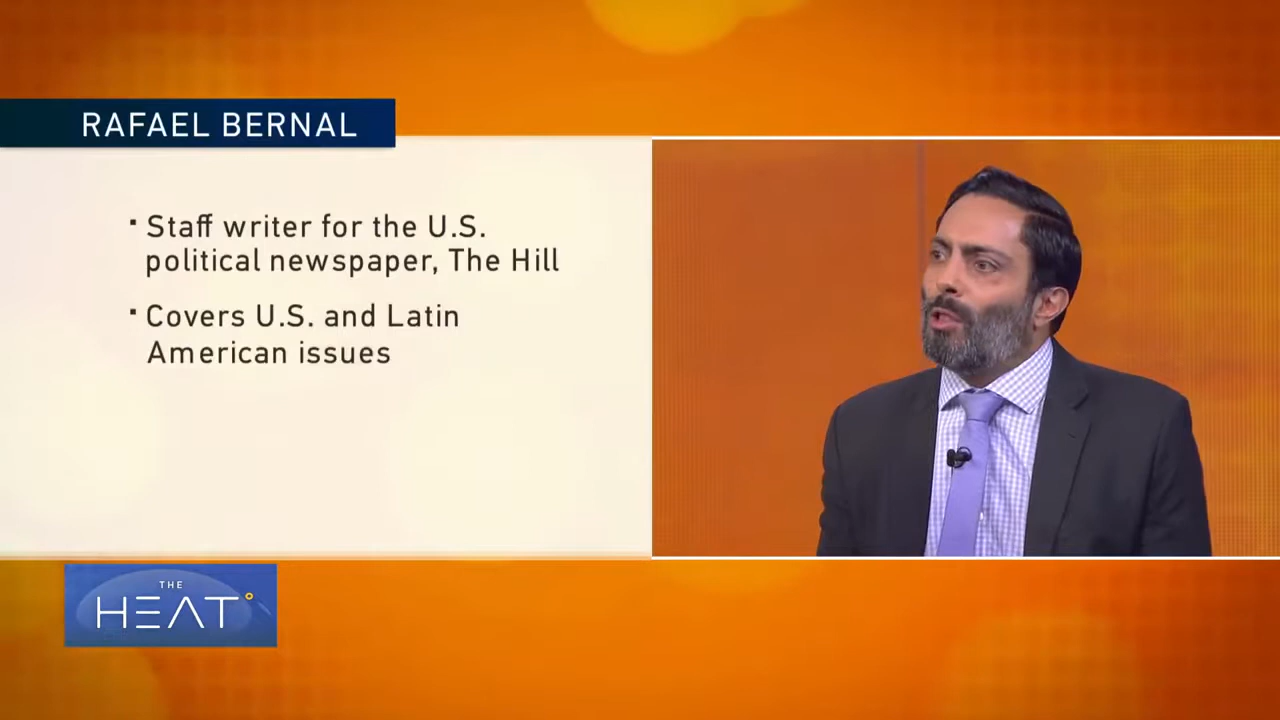 RAFAEL BERNAL
▪ Staff writer for the U.S.
political newspaper, The Hill
▪ Covers U.S. and Latin
American issues
THE
HEAT